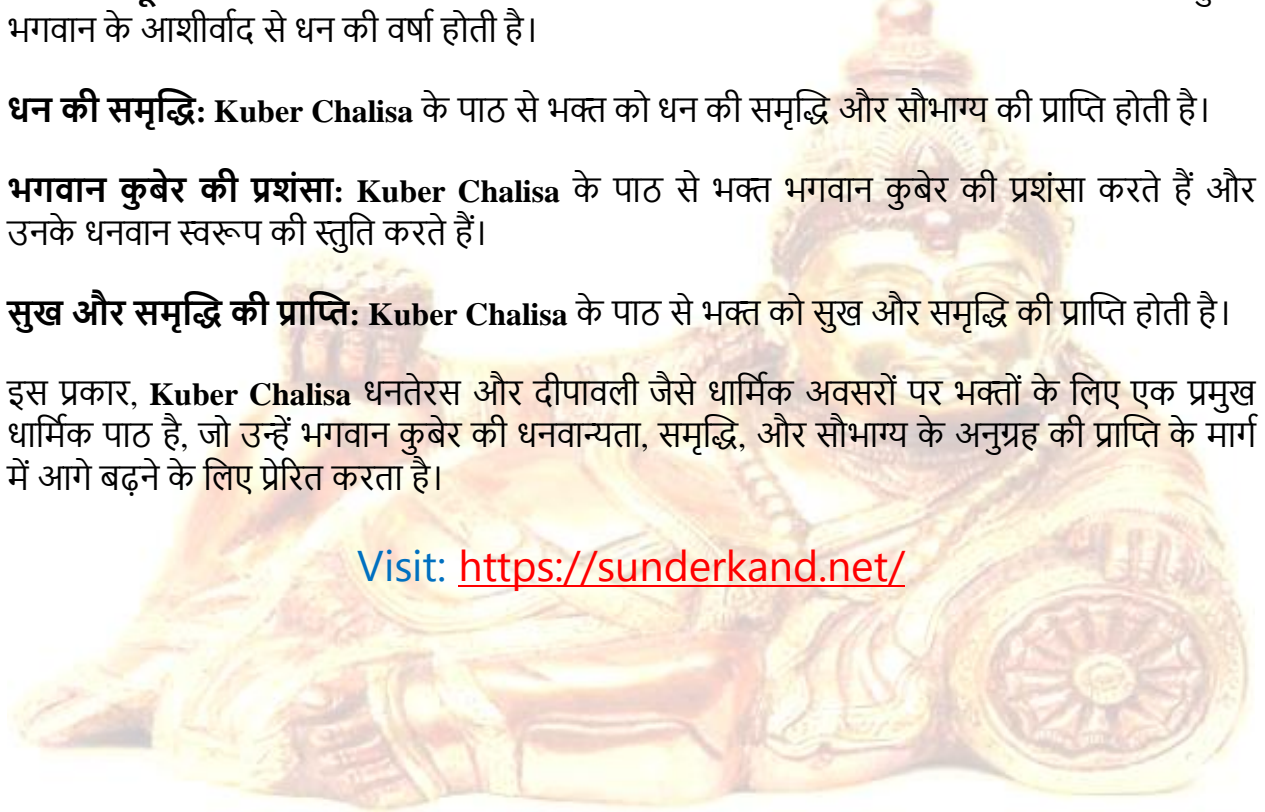 भगवान के आशीर्वाद से धन की वर्षा होती है।
धन की समृद्धि: Kuber Chalisa के पाठ से भक्त को धन की समृद्धि और सौभाग्य की प्राप्ति होती है।
भगवान कुबेर की प्रशंसा: Kuber Chalisa के पाठ से भक्त भगवान कुबेर की प्रशंसा करते हैं और
उनके धनवान स्वरूप की स्तुति करते हैं।
सुख और समृद्धि की प्राप्ति: Kuber Chalisa के पाठ से भक्त को सुख और समृद्धि की प्राप्ति होती है।
इस प्रकार, Kuber Chalisa धनतेरस और दीपावली जैसे धार्मिक अवसरों पर भक्तों के लिए एक प्रमुख
धार्मिक पाठ है, जो उन्हें भगवान कुबेर की धनवान्यता, समृद्धि, और सौभाग्य के अनुग्रह की प्राप्ति के मार्ग
में आगे बढ़ने के लिए प्रेरित करता है।
Visit: https://sunderkand.net/